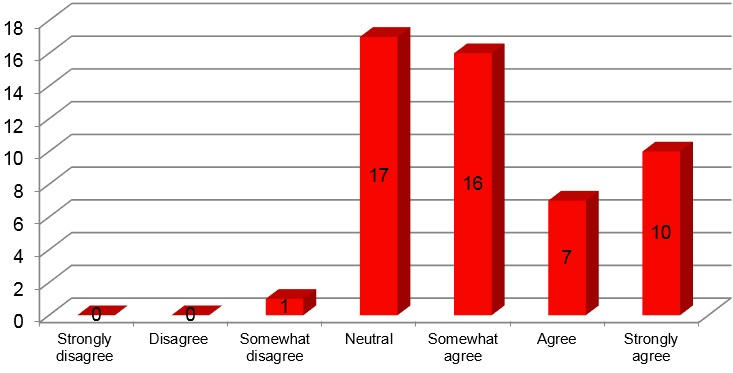 18
16
14
12
10
8
6
4
2
0
0
0
1
17
16
7
10
Strongly
disagree
Disagree
Somewhat
disagree
Neutral
Somewhat
agree
Agree
Strongly
agree